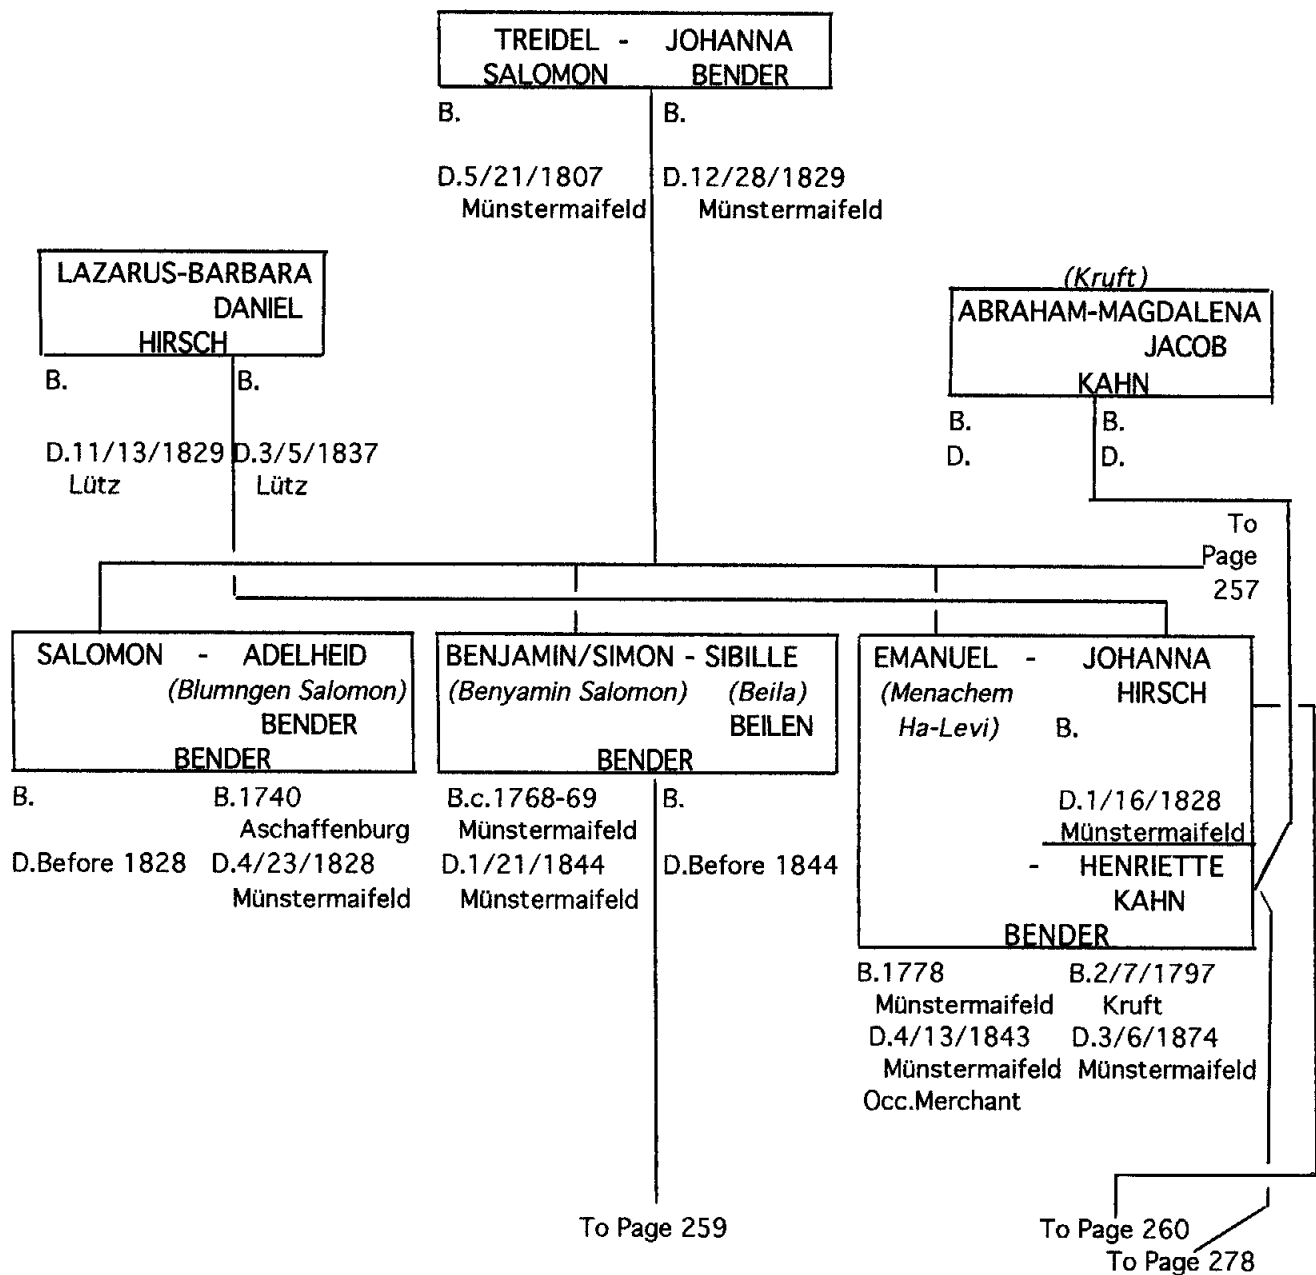 TREIDEL - JOHANNA
SALOMON BENDER
B. B.
D.5/21/1807 D.12/28/1829
Münstermaifeld Münstermaifeld
LAZARUS-BARBARA
DANIEL
HIRSCH
B. B.
D.11/13/1829 D.3/5/1837
Lütz Lütz
(Kruft)
ABRAHAM-MAGDALENA
JACOB
KAHN
B. B.
D. D.
To
Page
257
SALOMON - ADELHEID
(Blumngen Salomon)
BENDER
BENDER
B. B.1740
Aschaffenburg
D.Before 1828 D.4/23/1828
Münstermaifeld
BENJAMIN/SIMON - SIBILLE
(Benyamin Salomon) (Beila)
BEILEN
BENDER
B.c.1768-69 B.
Münstermaifeld
D.1/21/1844 D.Before 1844
Münstermaifeld
To Page 259
EMANUEL - JOHANNA
(Menachem HIRSCH
Ha-Levi) B.
D.1/16/1828
Münstermaifeld
- HENRIETTE
KAHN
BENDER
B.1778 B.2/7/1797
Münstermaifeld Kruft
D.4/13/1843 D.3/6/1874
Münstermaifeld Münstermaifeld
Occ.Merchant
To Page 260
To Page 278